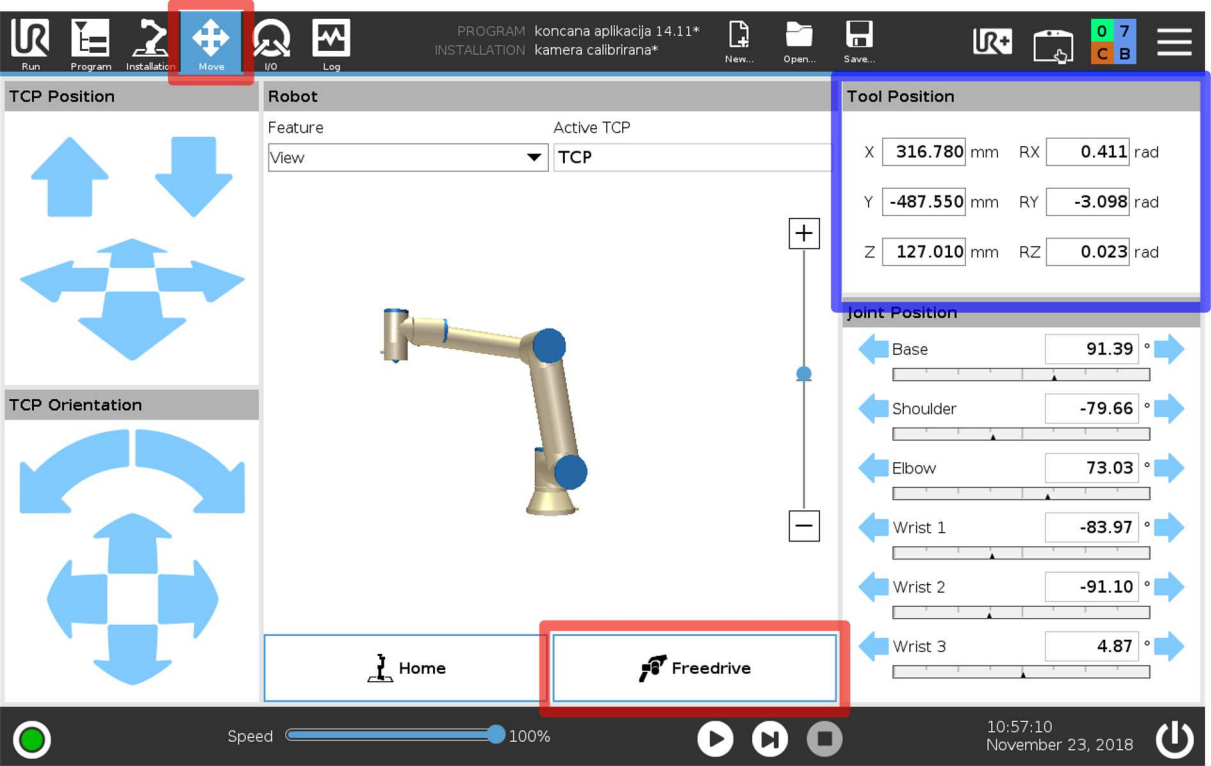 UR
PROGRAM koncana aplikacija 14.11*
INSTALLATION kamera calibrirana*
Run Program Installation Move I/O Log
New... Open... Save...
UR+
0 7
C B
TCP Position
Robot
Tool Position
Feature Active TCP
View TCP
X 316.780 mm RX 0.411 rad
Y -487.550 mm RY -3.098 rad
Z 127.010 mm RZ 0.023 rad
Joint Position
Base 91.39 °
Shoulder -79.66 °
Elbow 73.03 °
Wrist 1 -83.97 °
Wrist 2 -91.10 °
Wrist 3 4.87 °
TCP Orientation
Home Freedrive
Speed 100%
10:57:10
November 23, 2018